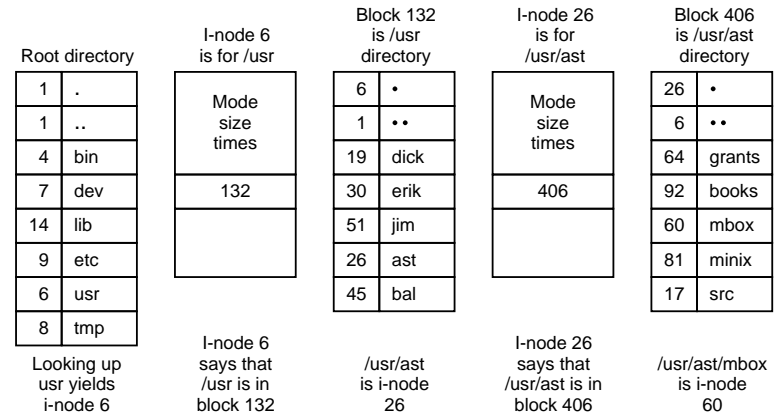 Root directory
1 .
1 ..
4 bin
7 dev
14 lib
9 etc
6 usr
8 tmp
Looking up
usr yields
i-node 6
I-node 6
is for /usr
Mode
size
times
132
I-node 6
says that
/usr is in
block 132
Block 132
is /usr
directory
6 •
1 ••
19 dick
30 erik
51 jim
26 ast
45 bal
/usr/ast
is i-node
26
I-node 26
is for
/usr/ast
Mode
size
times
406
I-node 26
says that
/usr/ast is in
block 406
Block 406
is /usr/ast
directory
26 •
6 ••
64 grants
92 books
60 mbox
81 minix
17 src
/usr/ast/mbox
is i-node
60